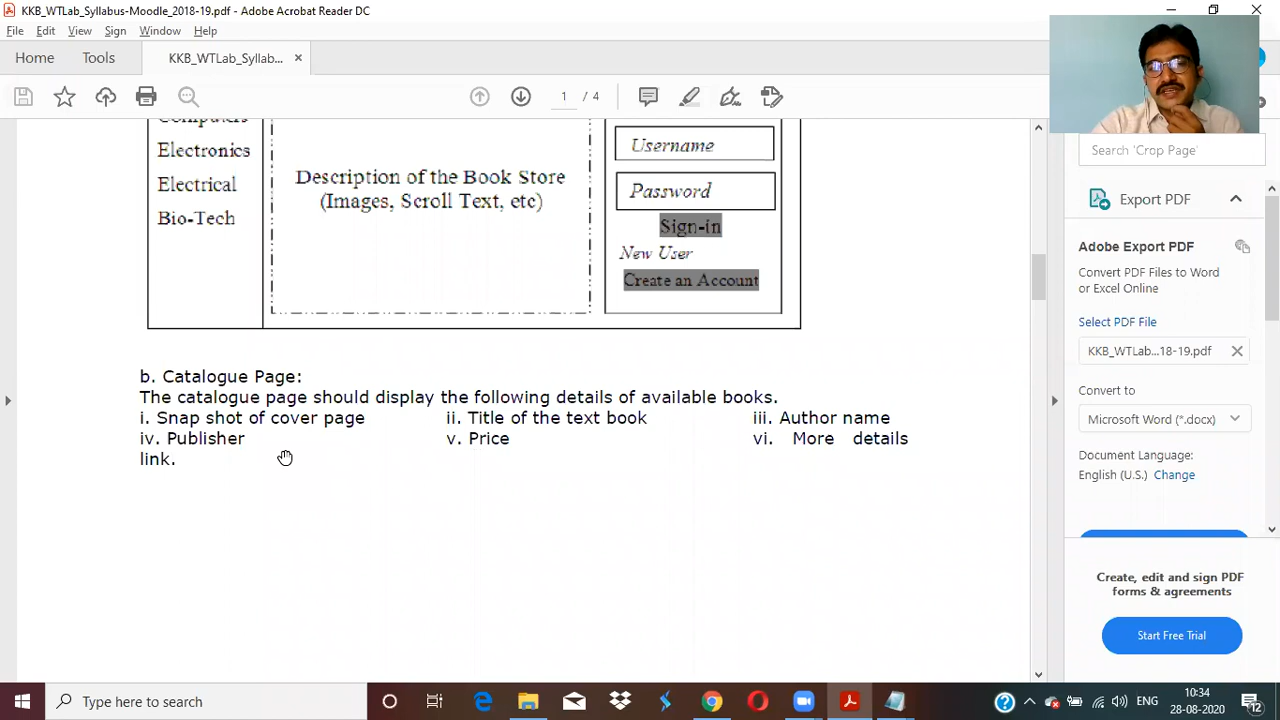 KKB_WTLab_Syllabus-Moodle_2018-19.pdf - Adobe Acrobat Reader DC
File Edit View Sign Window Help
Home Tools KKB_WTLab_Syllab... ×
1 / 4
Search 'Crop Page'
Computers
Electronics
Electrical
Bio-Tech
Description of the Book Store
(Images, Scroll Text, etc)
Username
Password
Sign-in
New User
Create an Account
b. Catalogue Page:
The catalogue page should display the following details of available books.
i. Snap shot of cover page ii. Title of the text book iii. Author name
iv. Publisher v. Price vi. More details
link.
Export PDF
Adobe Export PDF
Convert PDF Files to Word
or Excel Online
Select PDF File
KKB_WTLab...18-19.pdf
Convert to
Microsoft Word (*.docx)
Document Language:
English (U.S.) Change
Create, edit and sign PDF
forms & agreements
Start Free Trial
Type here to search
ENG
10:34
28-08-2020
12